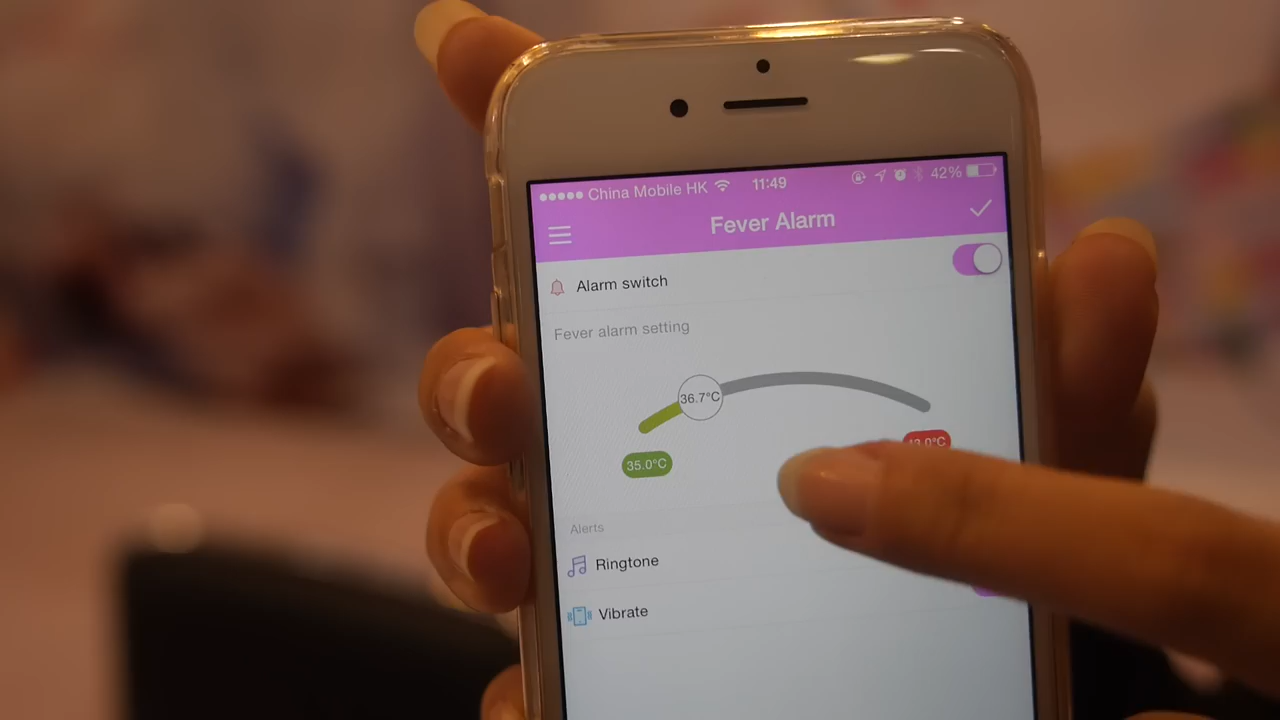 China Mobile HK 11:49 42%
Fever Alarm
Alarm switch
Fever alarm setting
36.7°C
35.0°C
Alerts
Ringtone
Vibrate